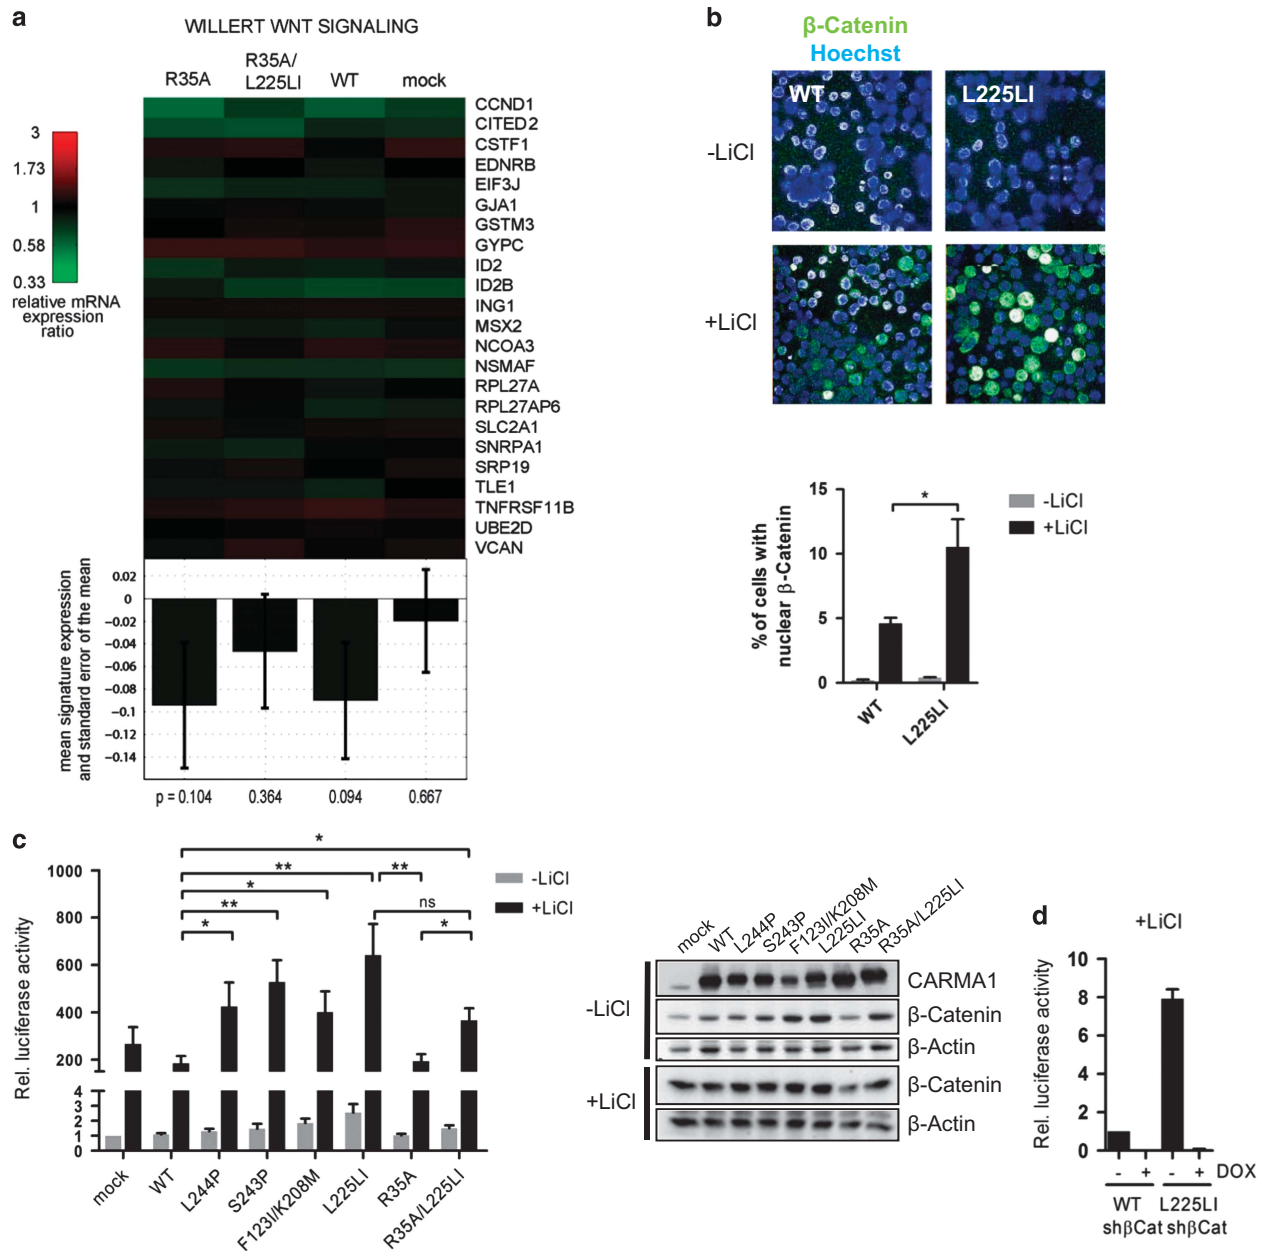 a
WILLERT WNT SIGNALING
R35A
R35A/
L225LI
WT
mock
3
1.73
1
0.58
0.33
relative mRNA
expression
ratio
CCND1
CITED2
CSTF1
EDNRB
EIF3J
GJA1
GSTM3
GYPC
ID2
ID2B
ING1
MSX2
NCOA3
NSMAF
RPL27A
RPL27AP6
SLC2A1
SNRPA1
SRP19
TLE1
TNFRSF11B
UBE2D
VCAN
mean signature expression
and standard error of the mean
0.02
0
−0.02
−0.04
−0.06
−0.08
−0.1
−0.12
−0.14
p = 0.104
0.364
0.094
0.667
b
β-Catenin
Hoechst
WT
L225LI
-LiCl
+LiCl
% of cells with
nuclear β-Catenin
15
10
5
0
*
-LiCl
+LiCl
WT
L225LI
c
Rel. luciferase activity
1000
800
600
400
200
4
3
2
1
0
*
**
**
*
**
ns
*
*
-LiCl
+LiCl
mock
WT
L244P
S243P
F123I/K208M
L225LI
R35A
R35A/L225LI
mock
WT
L244P
S243P
F123I/K208M
L225LI
R35A
R35A/L225LI
-LiCl
CARMA1
β-Catenin
β-Actin
+LiCl
β-Catenin
β-Actin
d
+LiCl
Rel. luciferase activity
10
8
6
4
2
0
- + - + DOX
WT L225LI
shβCat shβCat